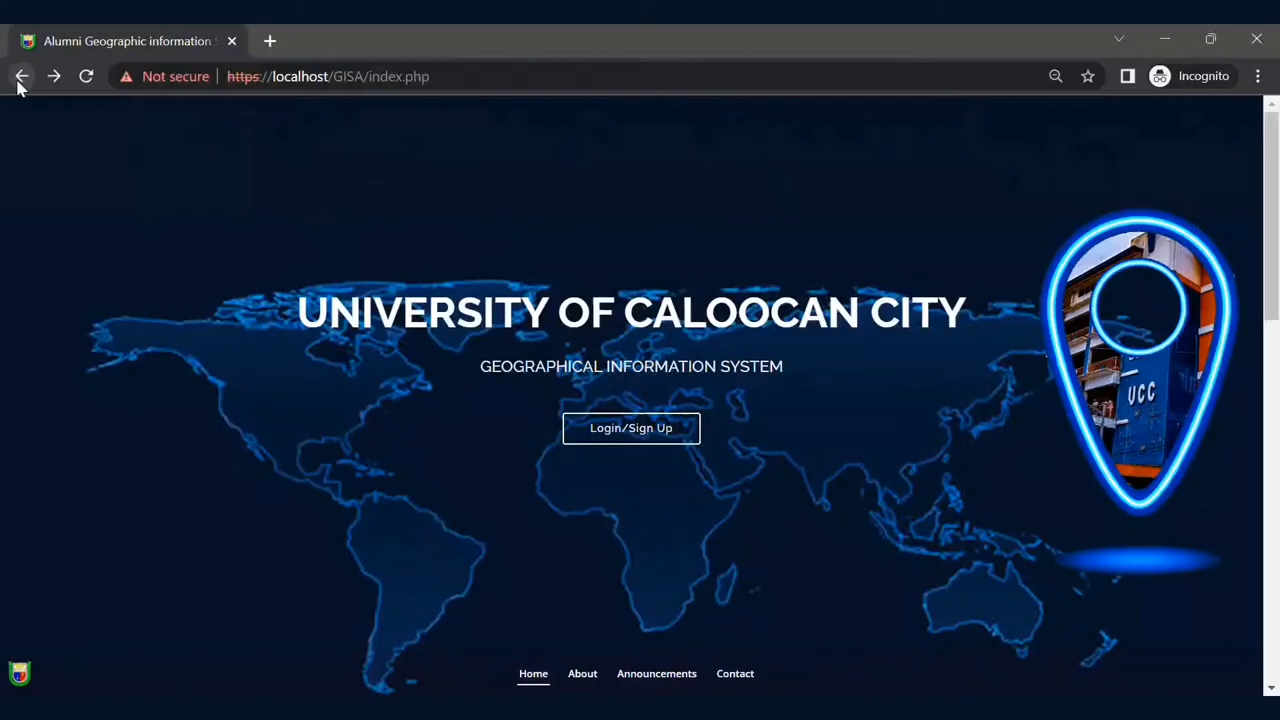 Alumni Geographic information
Not secure
https://localhost/GISA/index.php
Incognito
UNIVERSITY OF CALOOCAN CITY
GEOGRAPHICAL INFORMATION SYSTEM
UCC
Login/Sign Up
Home
About
Announcements
Contact